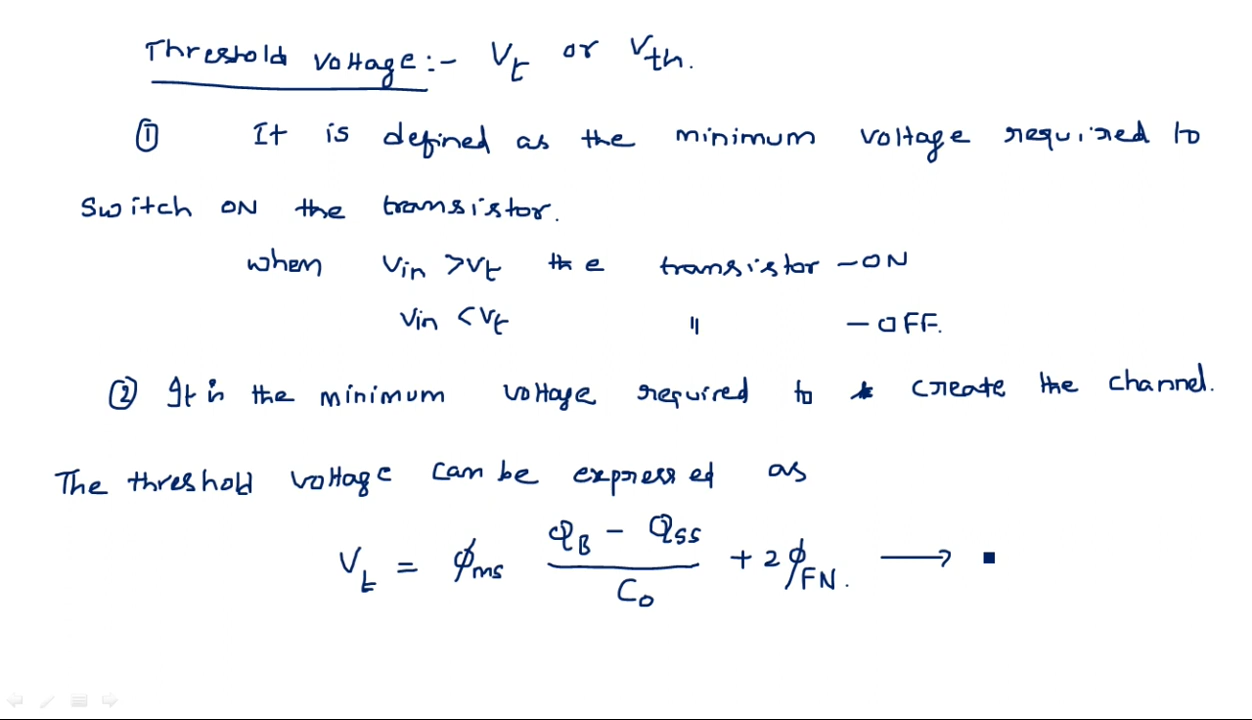 Threshold Voltage :- Vt or Vth.
① It is defined as the minimum voltage required to
Switch ON the transistor.
when Vin > Vt the transistor - ON
Vin < Vt 〃 - OFF.
② It is the minimum voltage required to create the channel.
The threshold voltage can be expressed as
Vt = ϕms (QB - QSS)/C0 + 2ϕFN. →